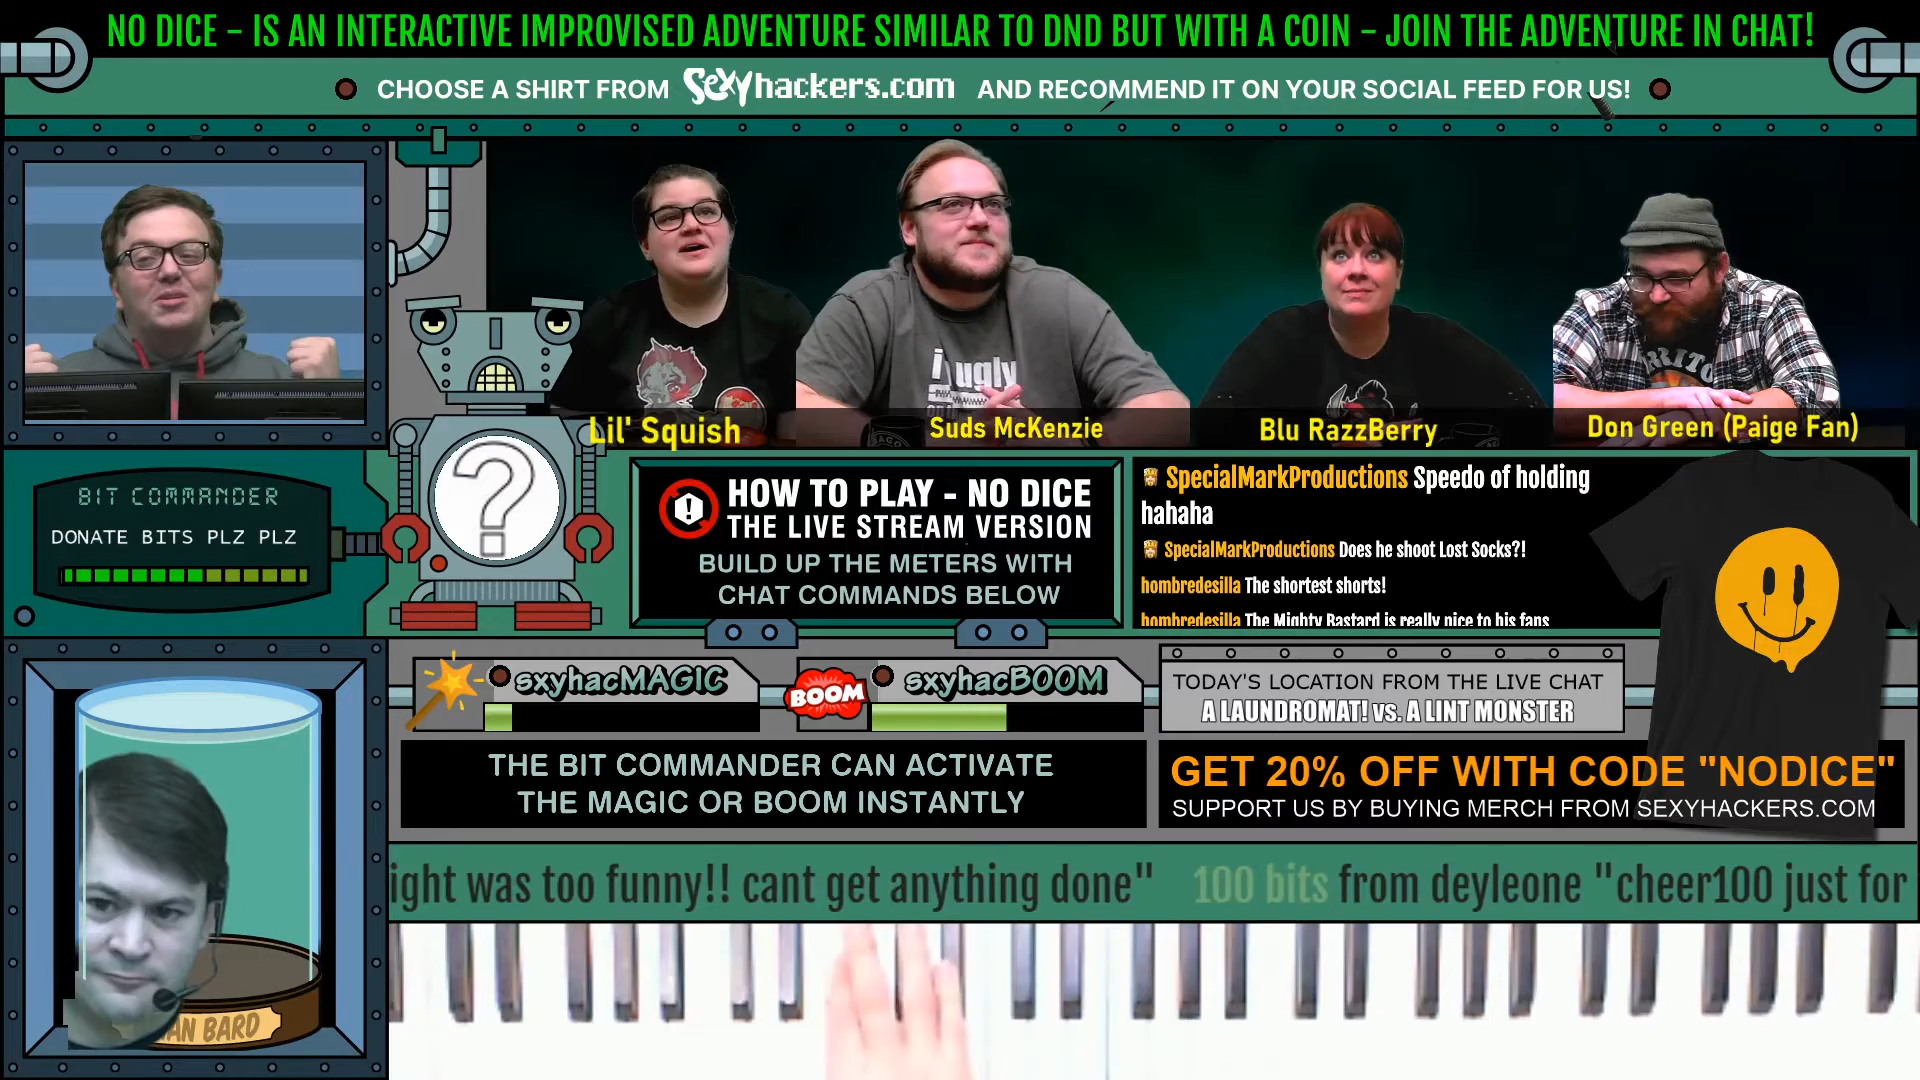 NO DICE - IS AN INTERACTIVE IMPROVISED ADVENTURE SIMILAR TO DND BUT WITH A COIN - JOIN THE ADVENTURE IN CHAT!
CHOOSE A SHIRT FROM Sexyhackers.com AND RECOMMEND IT ON YOUR SOCIAL FEED FOR US!
i ugly
Lil' Squish
Suds McKenzie
Blu RazzBerry
Don Green (Paige Fan)
BIT COMMANDER
DONATE BITS PLZ PLZ
?
HOW TO PLAY - NO DICE
THE LIVE STREAM VERSION
BUILD UP THE METERS WITH
CHAT COMMANDS BELOW
SpecialMarkProductions Speedo of holding
hahaha
SpecialMarkProductions Does he shoot Lost Socks?!
hombredesilla The shortest shorts!
hombredesilla The Mighty Bastard is really nice to his fans
sxyhacMAGIC
BOOM
sxyhacBOOM
TODAY'S LOCATION FROM THE LIVE CHAT
A LAUNDROMAT! vs. A LINT MONSTER
THE BIT COMMANDER CAN ACTIVATE
THE MAGIC OR BOOM INSTANTLY
GET 20% OFF WITH CODE "NODICE"
SUPPORT US BY BUYING MERCH FROM SEXYHACKERS.COM
ight was too funny!! cant get anything done" 100 bits from deyleone "cheer100 just for
AN BARD